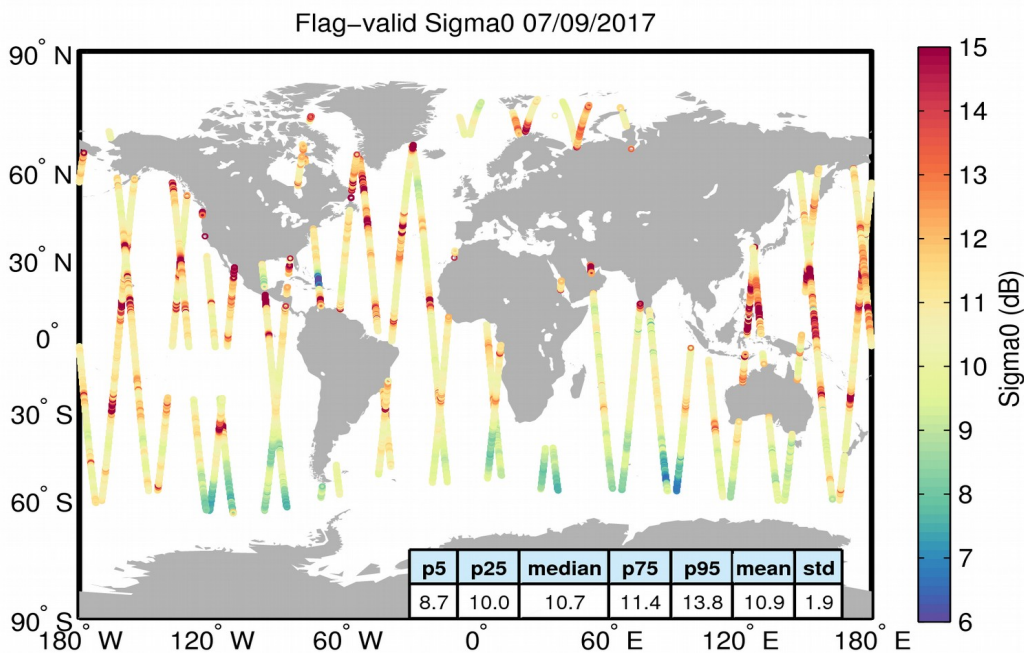 Flag-valid Sigma0 07/09/2017
90° N
60° N
30° N
0°
30° S
60° S
90° S
180° W 120° W 60° W 0° 60° E 120° E 180° E
p5 p25 median p75 p95 mean std
8.7 10.0 10.7 11.4 13.8 10.9 1.9
15
14
13
12
11
10
9
8
7
6
Sigma0 (dB)